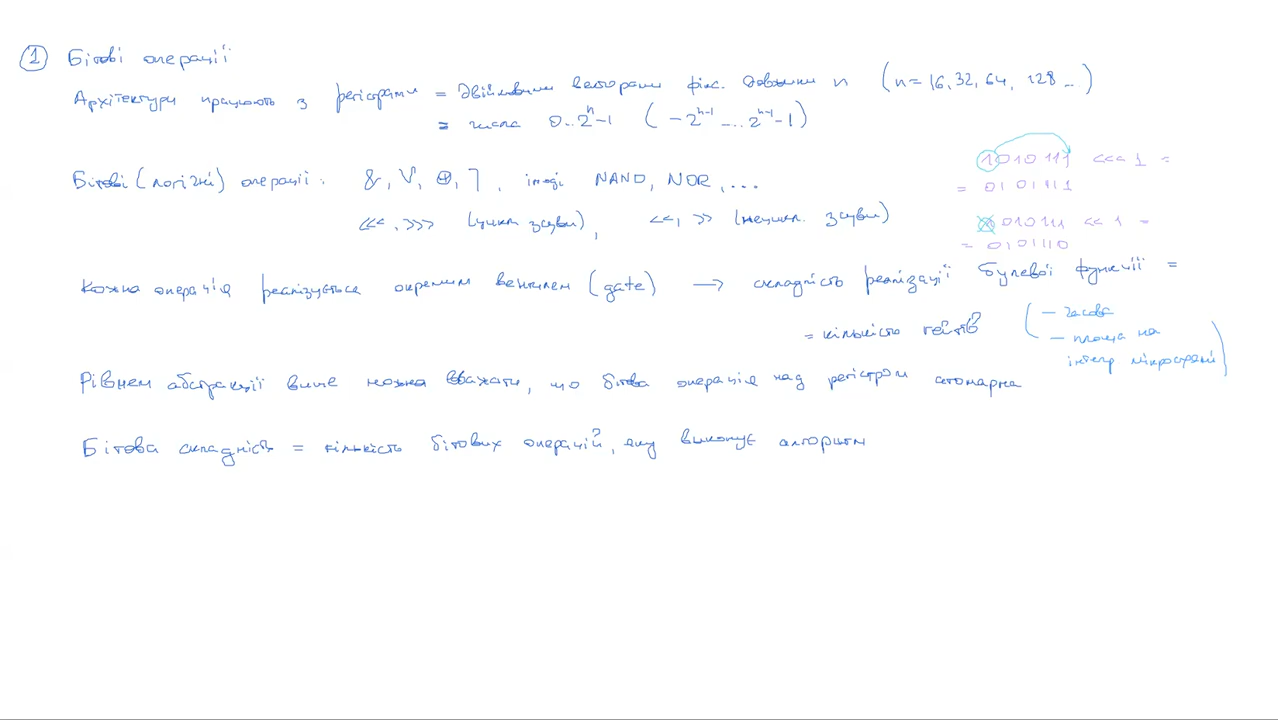 ① Бітові операції
Архітектури працюють з регістрами = двійковими векторами фікс. довжини n (n = 16, 32, 64, 128 ...)
= числа 0..2ⁿ-1 (-2ⁿ⁻¹ ... 2ⁿ⁻¹-1)
1010111 <<< 1 =
= 0101111
Бітові (логічні) операції: &, ∨, ⊕, ¬, іноді NAND, NOR, ...
<<<, >>> (цикл. зсуви), <<, >> (нецикл. зсуви)
1010111 << 1 =
= 0101110
Кожна операція реалізується окремим вентилем (gate) → складність реалізації булевої функції =
= кількість гейтів
( — часова
— площа на
інтегр мікросхемі )
Рівнем абстракції вище можна вважати, що бітова операція над регістром атомарна
Бітова складність = кількість бітових операцій, яку виконує алгоритм